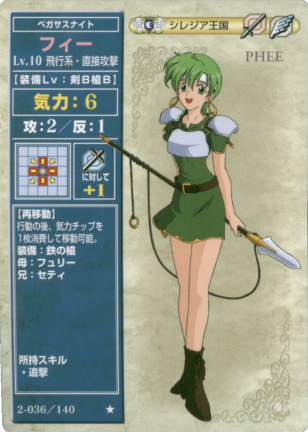 ペガサスナイト
フィー
Lv.10 飛行系・直接攻撃
【装備Lv：剣B槍B】
気力：6
攻：2／反：1
に対して
+1
【再移動】
行動の後、気力チップを
1枚消費して移動可能。
装備：鉄の槍
母：フュリー
兄：セティ
所持スキル
・追撃
2-036/140 ★
シレジア王国
PHEE